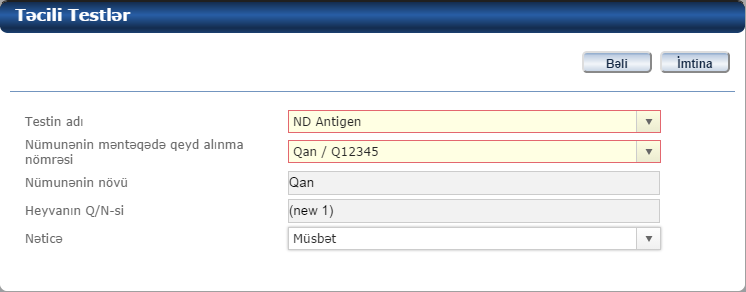 Təcili Testlər
Bəli İmtina
Testin adı ND Antigen
Nümunənin məntəqədə qeyd alınma nömrəsi Qan / Q12345
Nümunənin növü Qan
Heyvanın Q/N-si (new 1)
Nəticə Müsbət